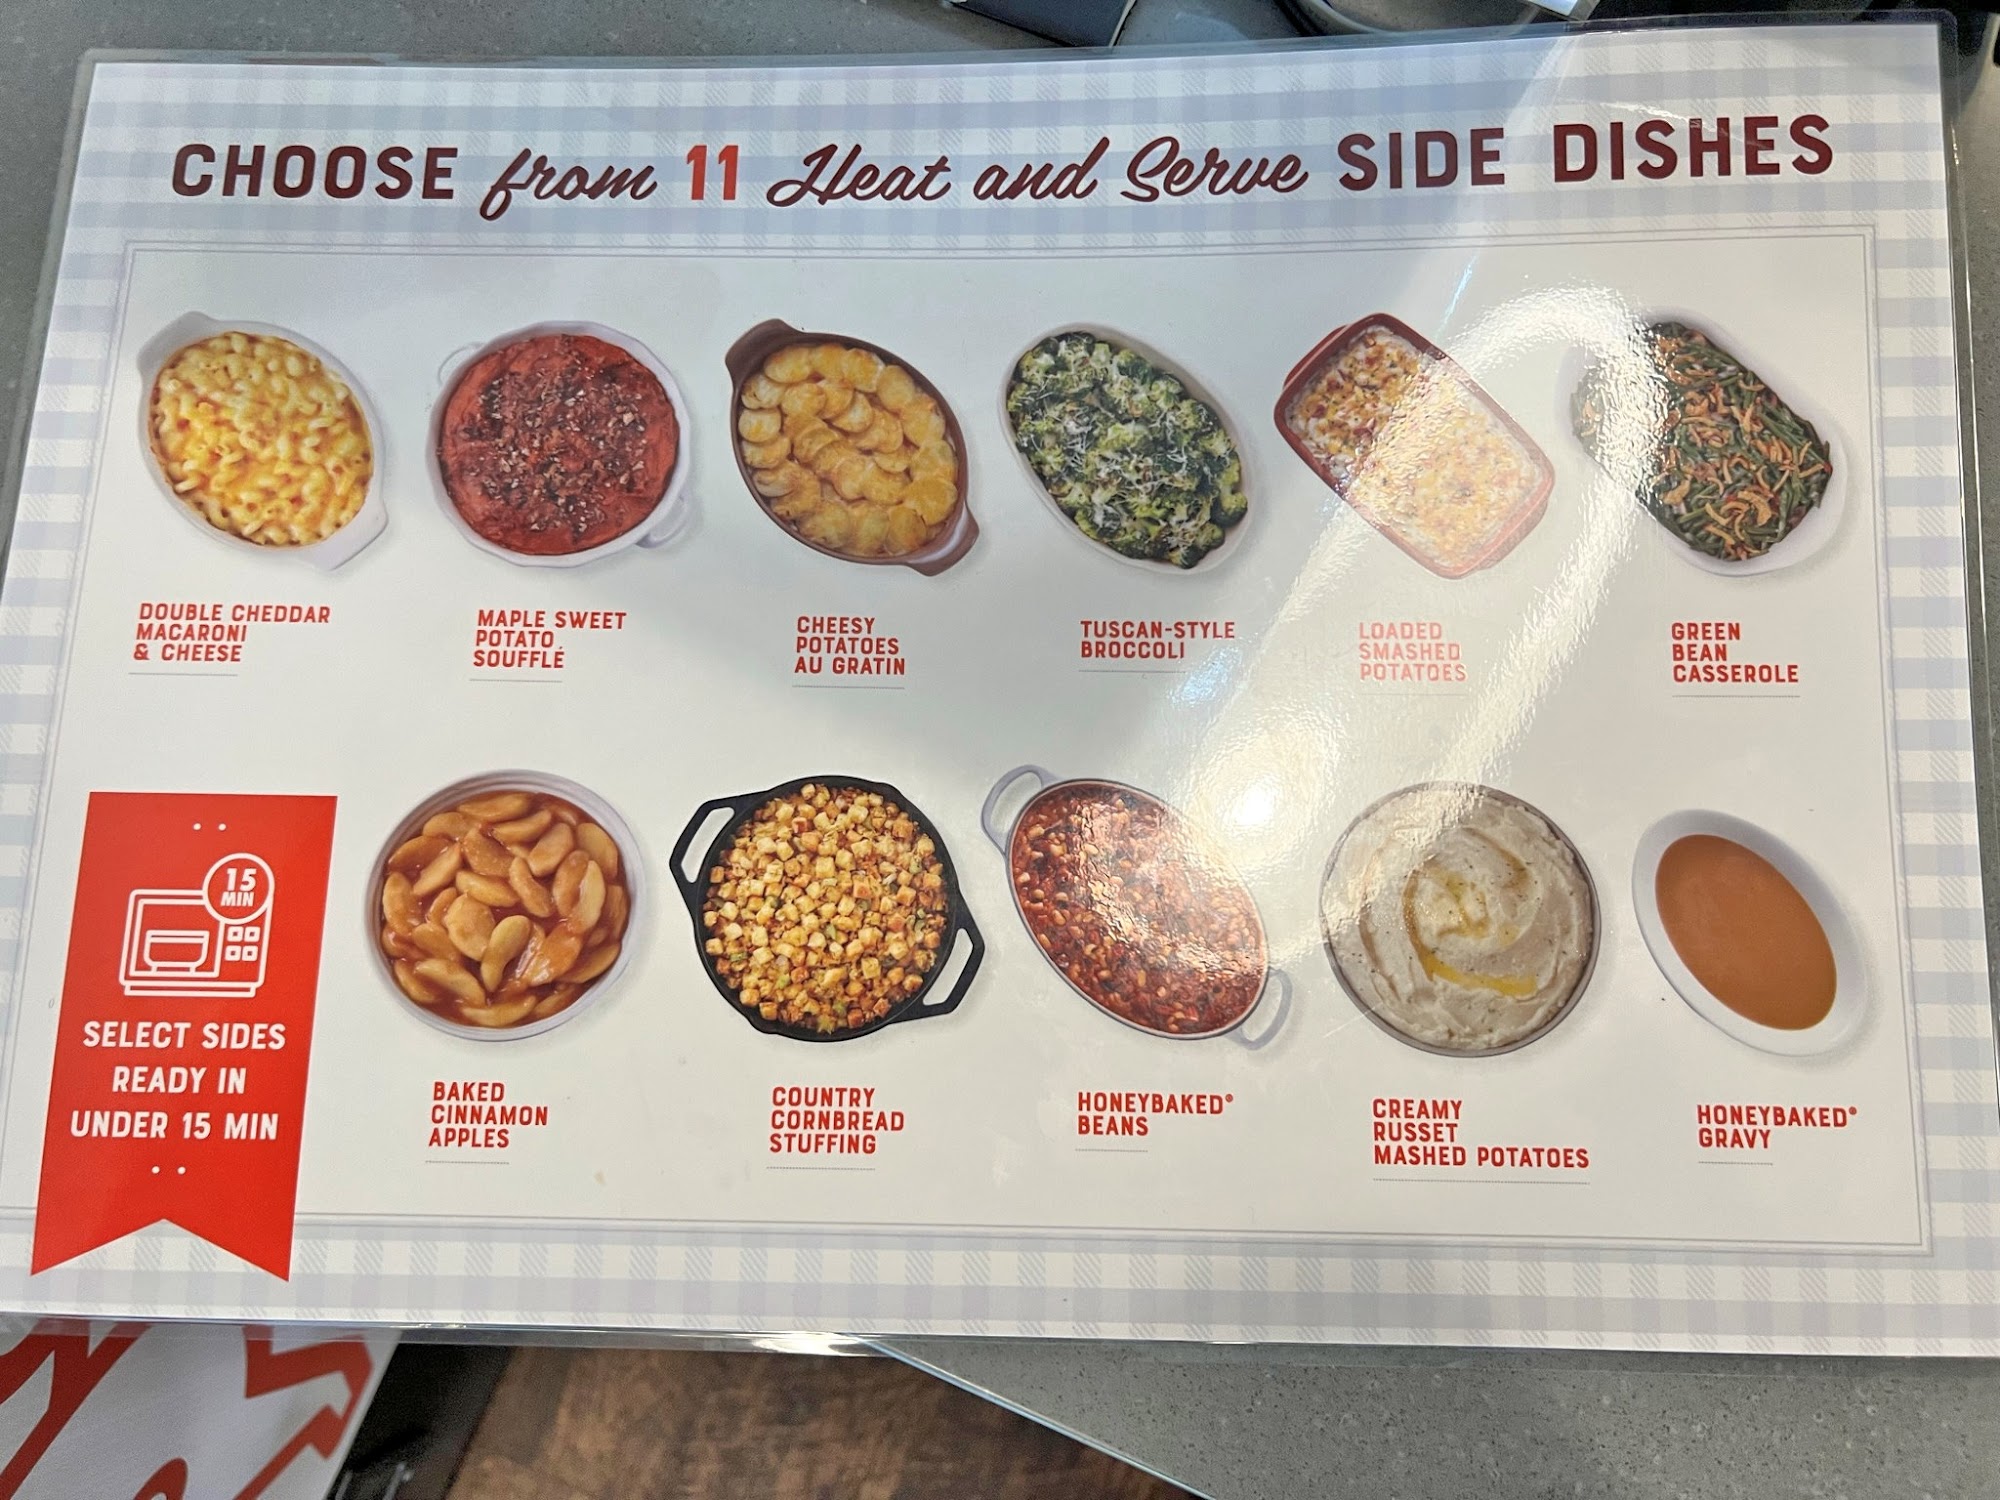 CHOOSE from 11 Heat and Serve SIDE DISHES
DOUBLE CHEDDAR
MACARONI
& CHEESE
MAPLE SWEET
POTATO
SOUFFLÉ
CHEESY
POTATOES
AU GRATIN
TUSCAN-STYLE
BROCCOLI
LOADED
SMASHED
POTATOES
GREEN
BEAN
CASSEROLE
15
MIN
SELECT SIDES
READY IN
UNDER 15 MIN
BAKED
CINNAMON
APPLES
COUNTRY
CORNBREAD
STUFFING
HONEYBAKED®
BEANS
CREAMY
RUSSET
MASHED POTATOES
HONEYBAKED®
GRAVY